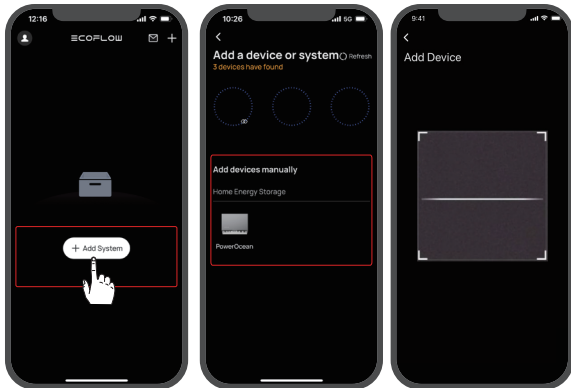 12:16
ECOFLOW
+ Add System
10:26
5G
Add a device or system
Refresh
3 devices have found
Add devices manually
Home Energy Storage
PowerOcean
9:41
Add Device